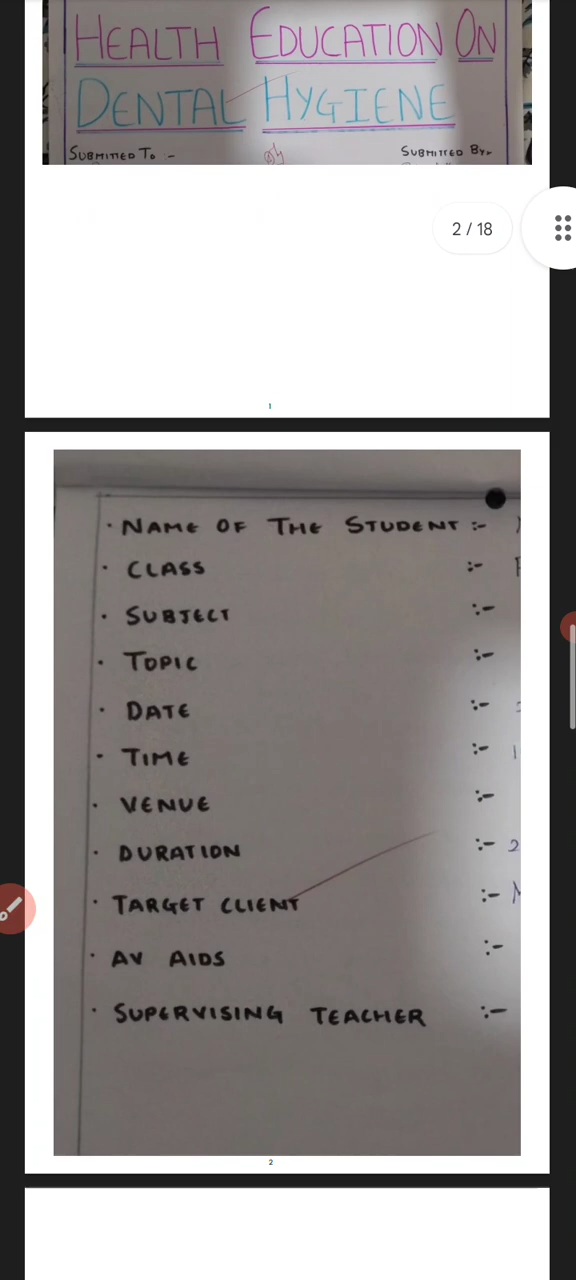 HEALTH EDUCATION ON
DENTAL HYGIENE
SUBMITTED TO :-
SUBMITTED BY:-
2 / 18
1
· NAME OF THE STUDENT :-
· CLASS :-
· SUBJECT :-
· TOPIC :-
· DATE :-
· TIME :-
· VENUE :-
· DURATION :- 2
· TARGET CLIENT :-
· AV AIDS :-
· SUPERVISING TEACHER :-
2